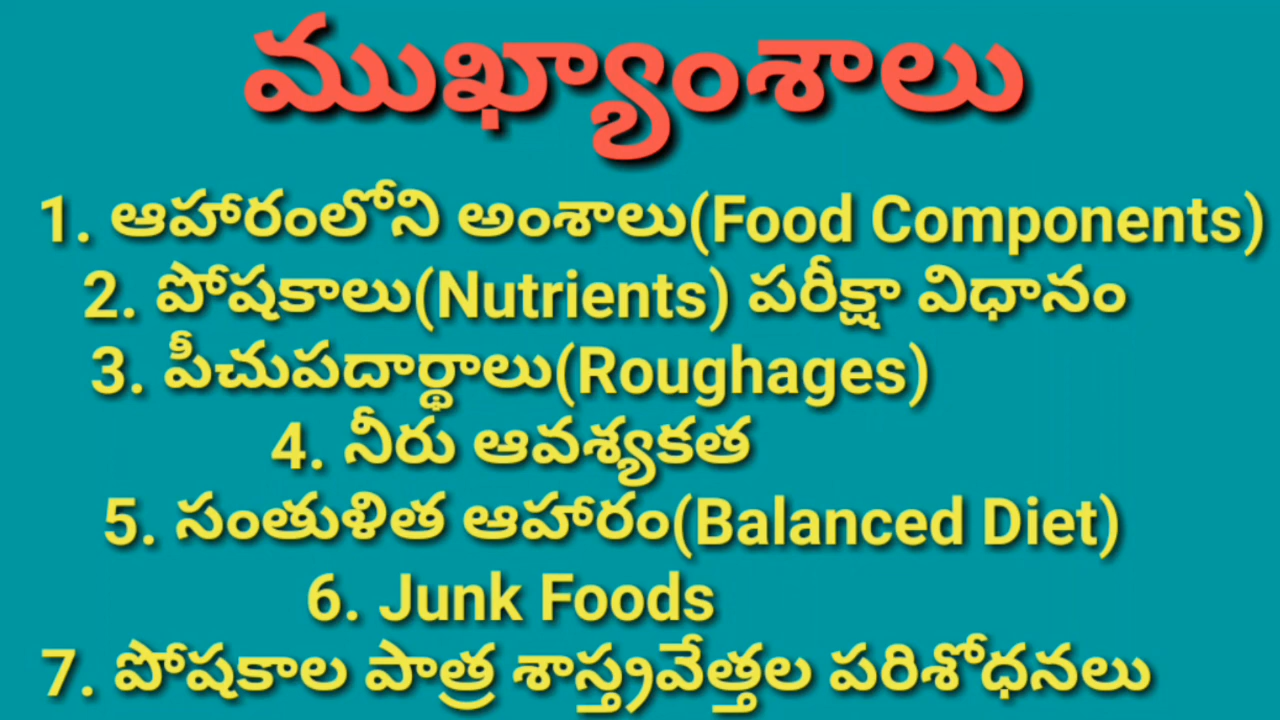 ముఖ్యాంశాలు
1. ఆహారంలోని అంశాలు(Food Components)
2. పోషకాలు(Nutrients) పరీక్షా విధానం
3. పీచుపదార్థాలు(Roughages)
4. నీరు ఆవశ్యకత
5. సంతుళిత ఆహారం(Balanced Diet)
6. Junk Foods
7. పోషకాల పాత్ర శాస్త్రవేత్తల పరిశోధనలు